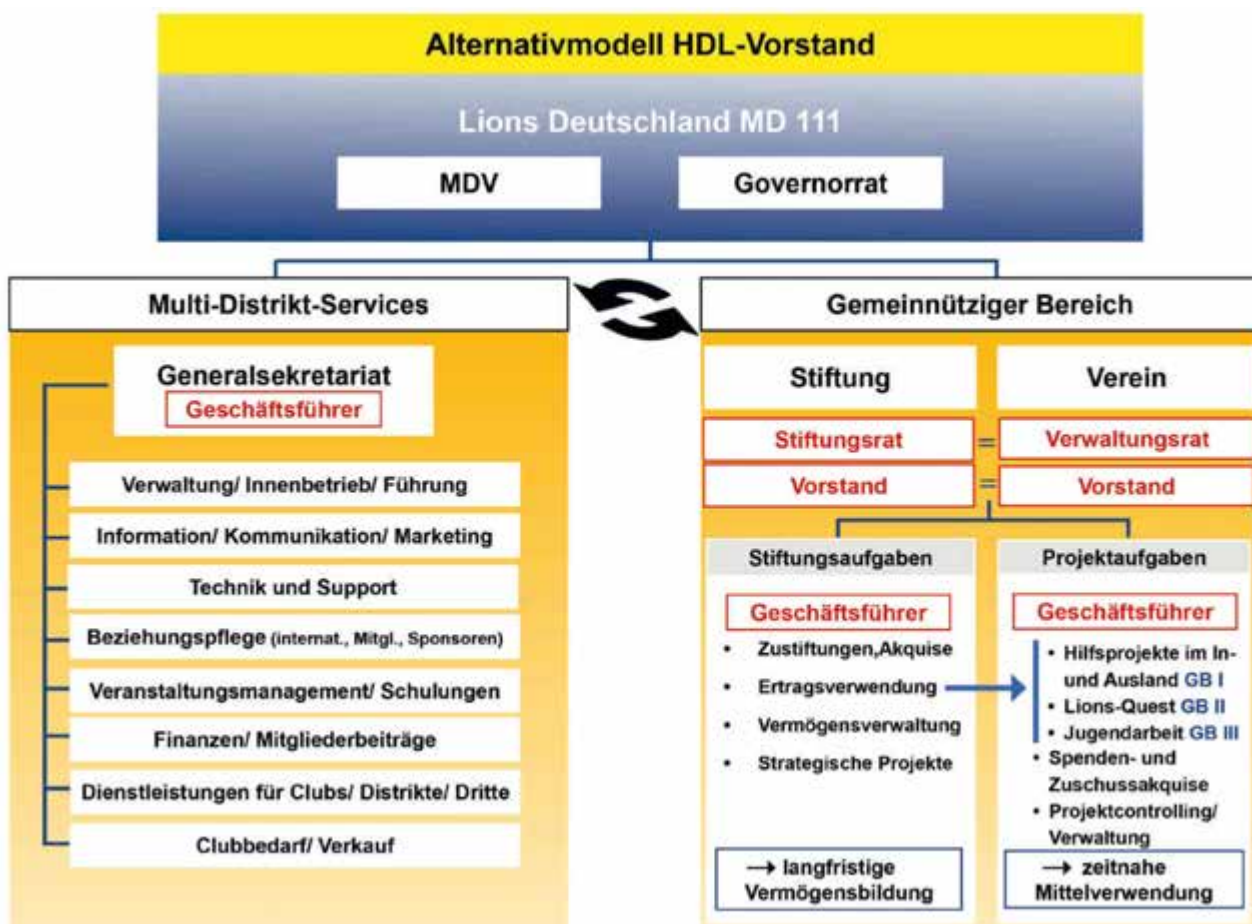 Alternativmodell HDL-Vorstand
Lions Deutschland MD 111
MDV
Governorrat
Multi-Distrikt-Services
Generalsekretariat
Geschäftsführer
Verwaltung/ Innenbetrieb/ Führung
Information/ Kommunikation/ Marketing
Technik und Support
Beziehungspflege (internat., Mitgl., Sponsoren)
Veranstaltungsmanagement/ Schulungen
Finanzen/ Mitgliederbeiträge
Dienstleistungen für Clubs/ Distrikte/ Dritte
Clubbedarf/ Verkauf
Gemeinnütziger Bereich
Stiftung
Verein
Stiftungsrat = Verwaltungsrat
Vorstand = Vorstand
Stiftungsaufgaben
Geschäftsführer
• Zustiftungen,Akquise
• Ertragsverwendung
• Vermögensverwaltung
• Strategische Projekte
→ langfristige
Vermögensbildung
Projektaufgaben
Geschäftsführer
• Hilfsprojekte im In-
und Ausland GB I
• Lions-Quest GB II
• Jugendarbeit GB III
• Spenden- und
Zuschussakquise
• Projektcontrolling/
Verwaltung
→ zeitnahe
Mittelverwendung